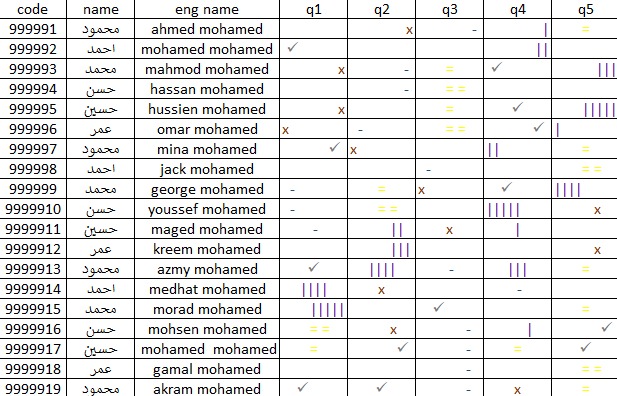 code name eng name q1 q2 q3 q4 q5
999991 محمود ahmed mohamed x - | =
999992 احمد mohamed mohamed ✓ ||
999993 محمد mahmod mohamed x - = ✓ |||
999994 حسن hassan mohamed - = =
999995 حسين hussien mohamed x = ✓ |||||
999996 عمر omar mohamed x - = = ✓ |
999997 محمود mina mohamed ✓ x || =
999998 احمد jack mohamed - = =
999999 محمد george mohamed - = x ✓ ||||
9999910 حسن youssef mohamed - = = ||||| x
9999911 حسين maged mohamed - || x |
9999912 عمر kreem mohamed ||| x
9999913 محمود azmy mohamed ✓ |||| - ||| =
9999914 احمد medhat mohamed |||| x -
9999915 محمد morad mohamed ||||| ✓ =
9999916 حسن mohsen mohamed = = x - | ✓
9999917 حسين mohamed mohamed = ✓ - = ✓
9999918 عمر gamal mohamed - = =
9999919 محمود akram mohamed ✓ ✓ - x =